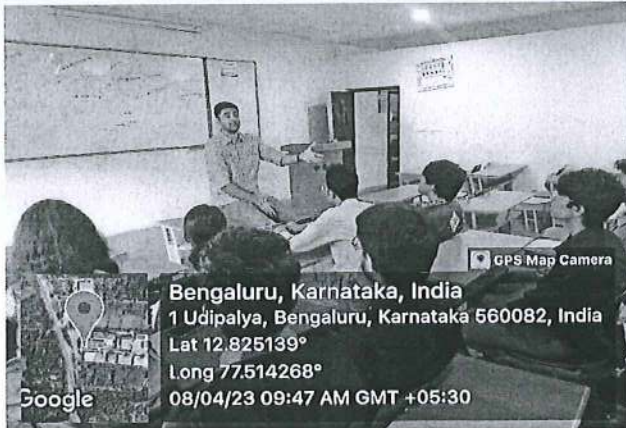 GPS Map Camera
Bengaluru, Karnataka, India
1 Udipalya, Bengaluru, Karnataka 560082, India
Lat 12.825139°
Long 77.514268°
08/04/23 09:47 AM GMT +05:30
Google